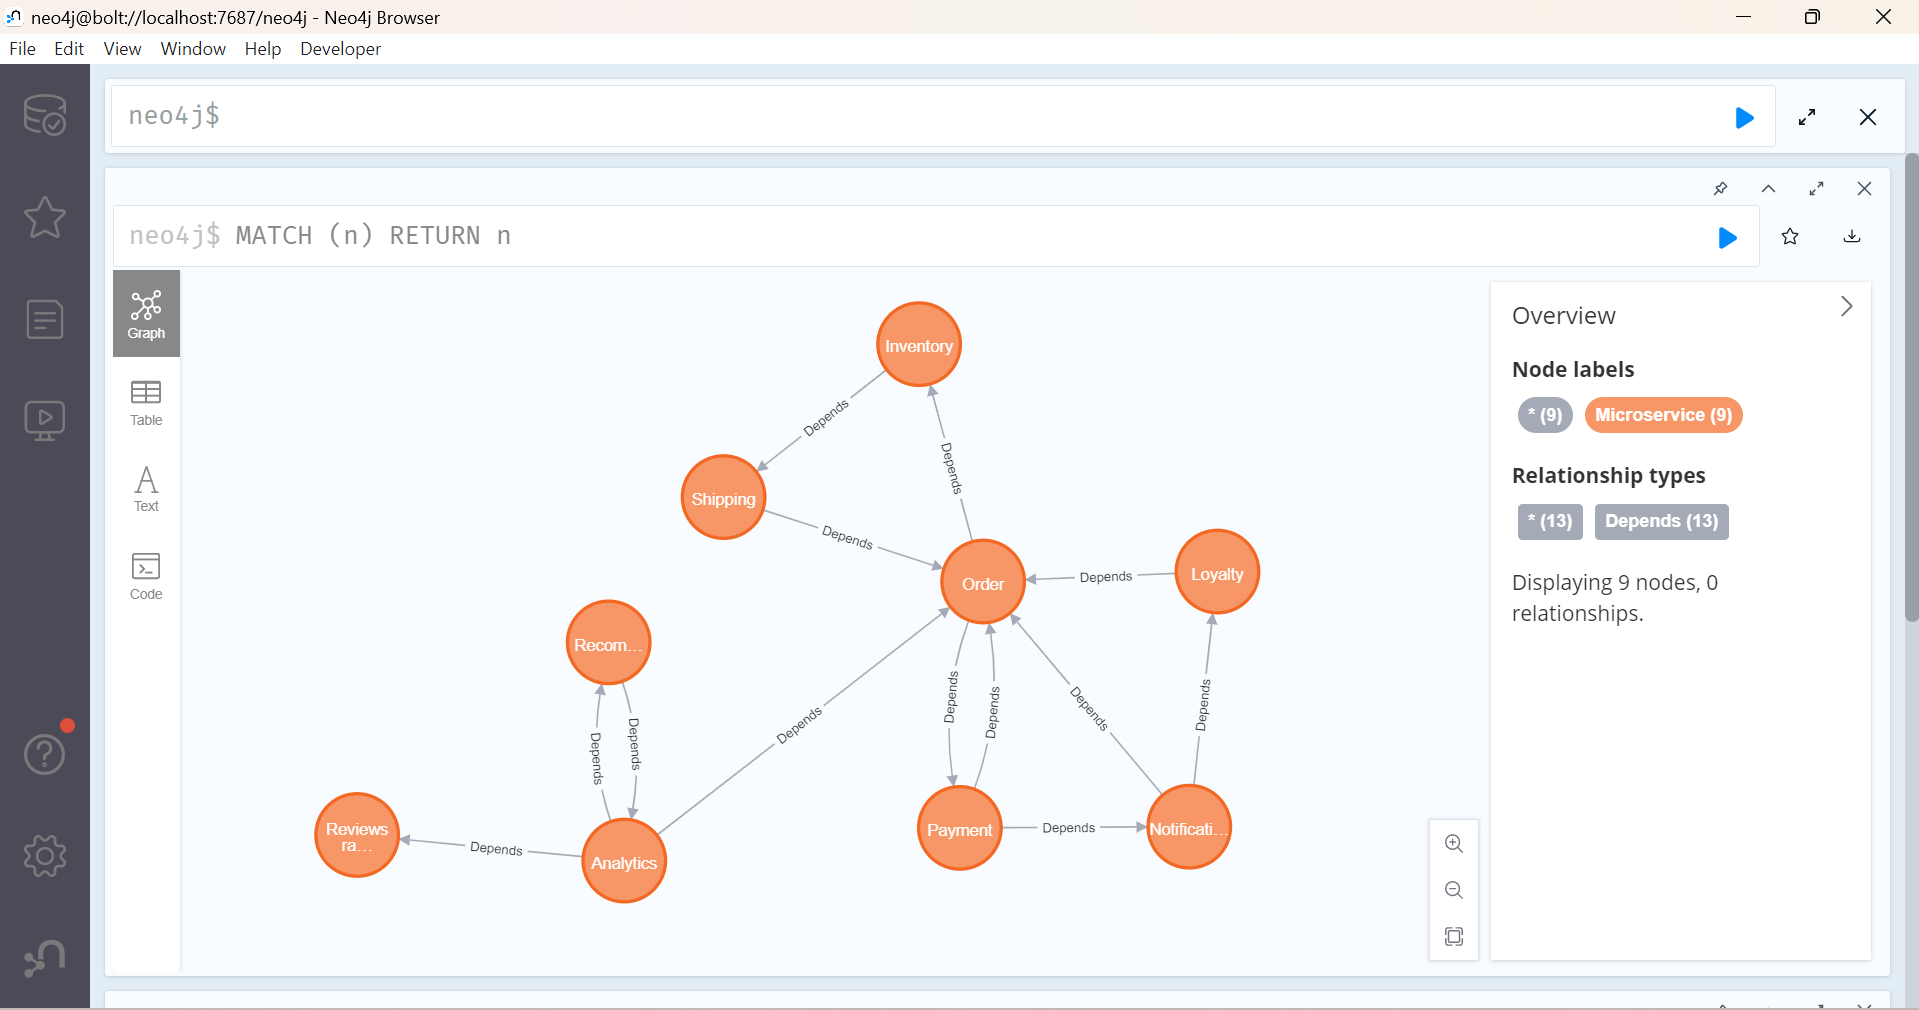 neo4j@bolt://localhost:7687/neo4j - Neo4j Browser
File Edit View Window Help Developer
neo4j$
neo4j$ MATCH (n) RETURN n
Graph
Table
Text
Code
Inventory
Depends
Depends
Shipping
Depends
Order
Depends
Loyalty
Recom...
Depends
Depends
Depends
Depends
Depends
Depends
Depends
Reviews
ra...
Depends
Analytics
Payment
Depends
Notificati...
Overview
Node labels
* (9) Microservice (9)
Relationship types
* (13) Depends (13)
Displaying 9 nodes, 0
relationships.